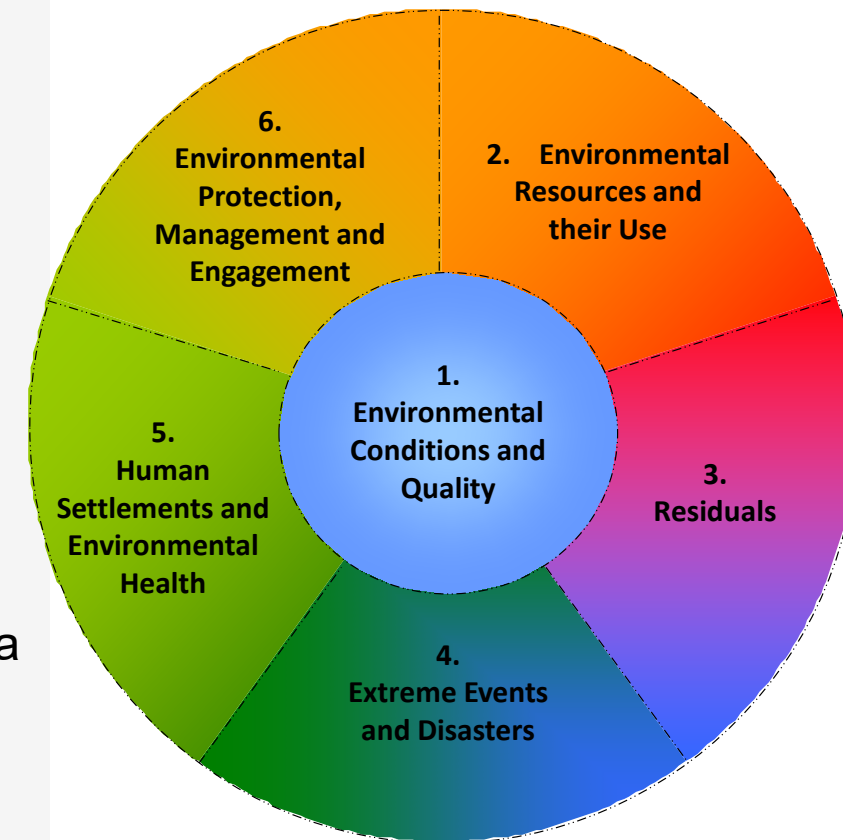 1.
Environmental
Conditions and
Quality
2. Environmental
Resources and
their Use
3.
Residuals
4.
Extreme Events
and Disasters
5.
Human
Settlements and
Environmental
Health
6.
Environmental
Protection,
Management and
Engagement
a